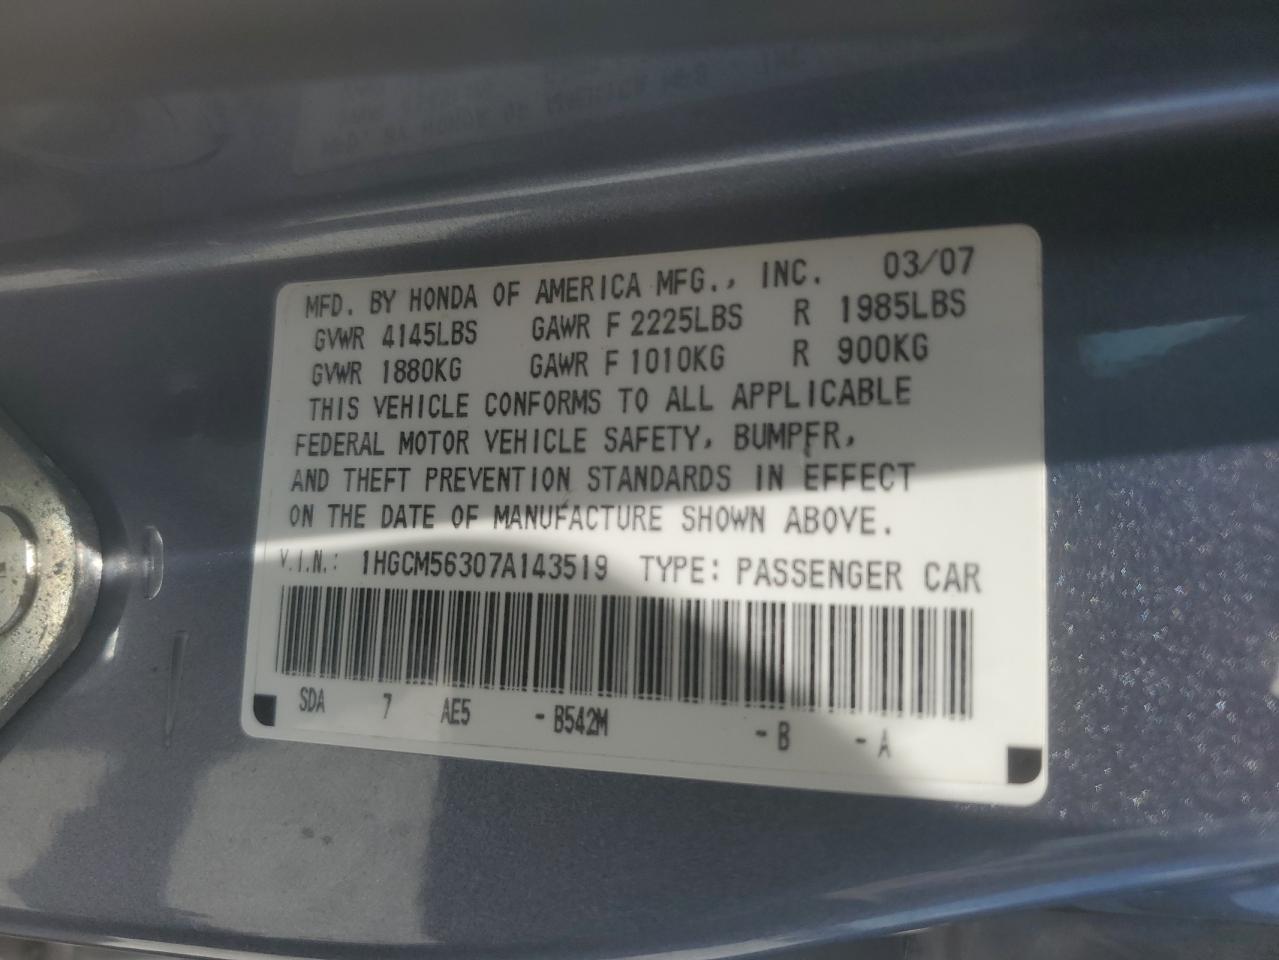 MFD. BY HONDA OF AMERICA MFG., INC. 03/07
GVWR 4145LBS GAWR F 2225LBS R 1985LBS
GVWR 1880KG GAWR F 1010KG R 900KG
THIS VEHICLE CONFORMS TO ALL APPLICABLE
FEDERAL MOTOR VEHICLE SAFETY, BUMPER,
AND THEFT PREVENTION STANDARDS IN EFFECT
ON THE DATE OF MANUFACTURE SHOWN ABOVE.
V.I.N.: 1HGCM56307A143519 TYPE: PASSENGER CAR
SDA 7 AE5 -B542M -B -A